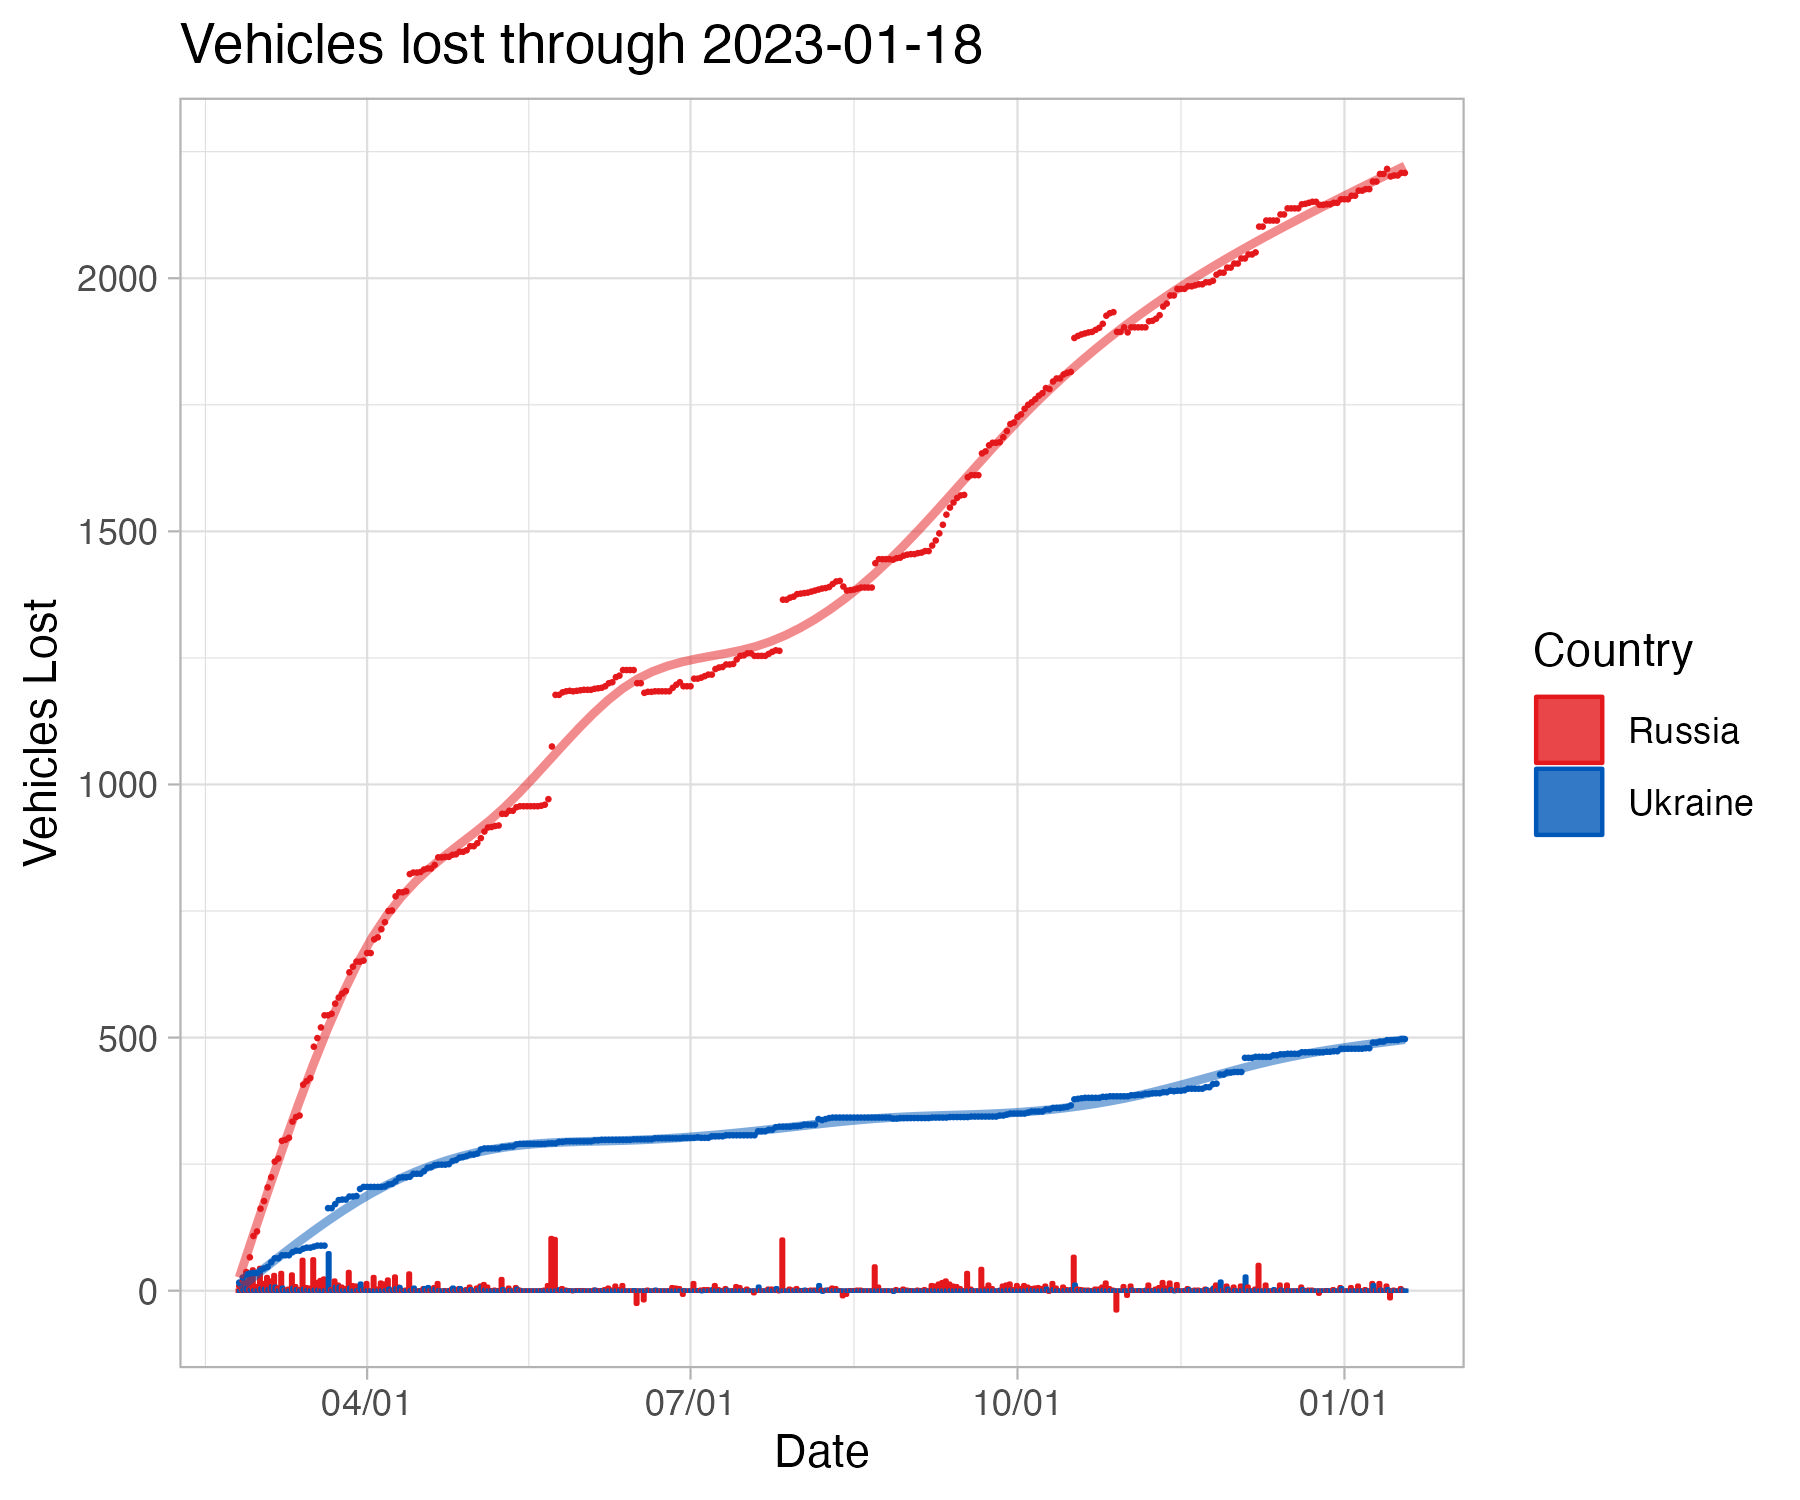 Vehicles lost through 2023-01-18
Vehicles Lost
2000
1500
1000
500
0
04/01
07/01
10/01
01/01
Date
Country
Russia
Ukraine